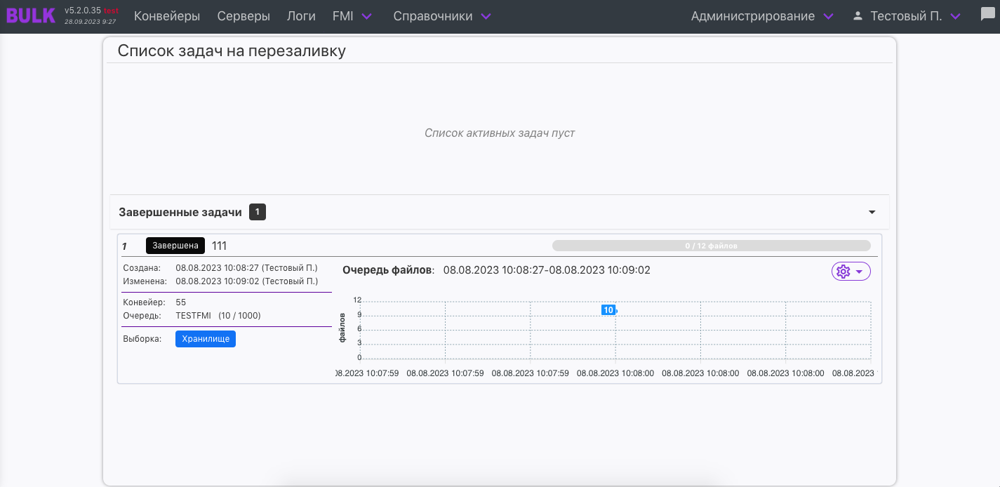 BULK v5.2.0.35 test Конвейеры Серверы Логи FMI Справочники Администрирование Тестовый П.
28.09.2023 9:27
Список задач на перезаливку
Список активных задач пуст
Завершенные задачи 1
1 Завершена 111 0 / 12 файлов
Создана: 08.08.2023 10:08:27 (Тестовый П.)
Изменена: 08.08.2023 10:09:02 (Тестовый П.)
Конвейер: 55
Очередь: TESTFMI (10 / 1000)
Выборка: Хранилище
Очередь файлов: 08.08.2023 10:08:27-08.08.2023 10:09:02
файлов
12
9
6
3
0
10
08.2023 10:07:59 08.08.2023 10:07:59 08.08.2023 10:07:59 08.08.2023 10:08:00 08.08.2023 10:08:00 08.08.2023 10:08:00 08.08.2023